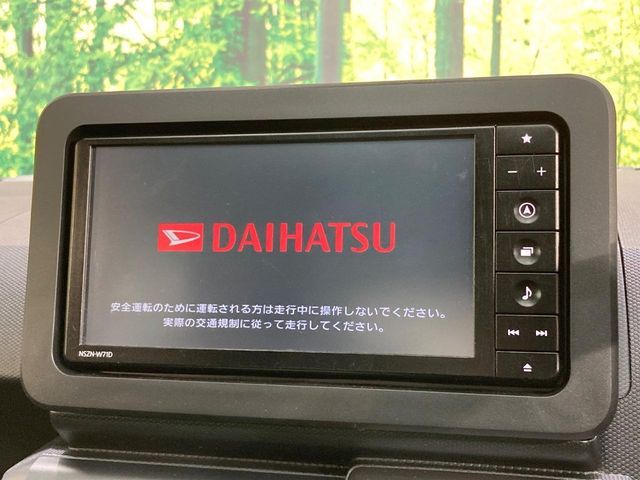 DAIHATSU
安全運転のために運転される方は走行中に操作しないでください。
実際の交通規制に従って走行してください。
NSZN-W71D